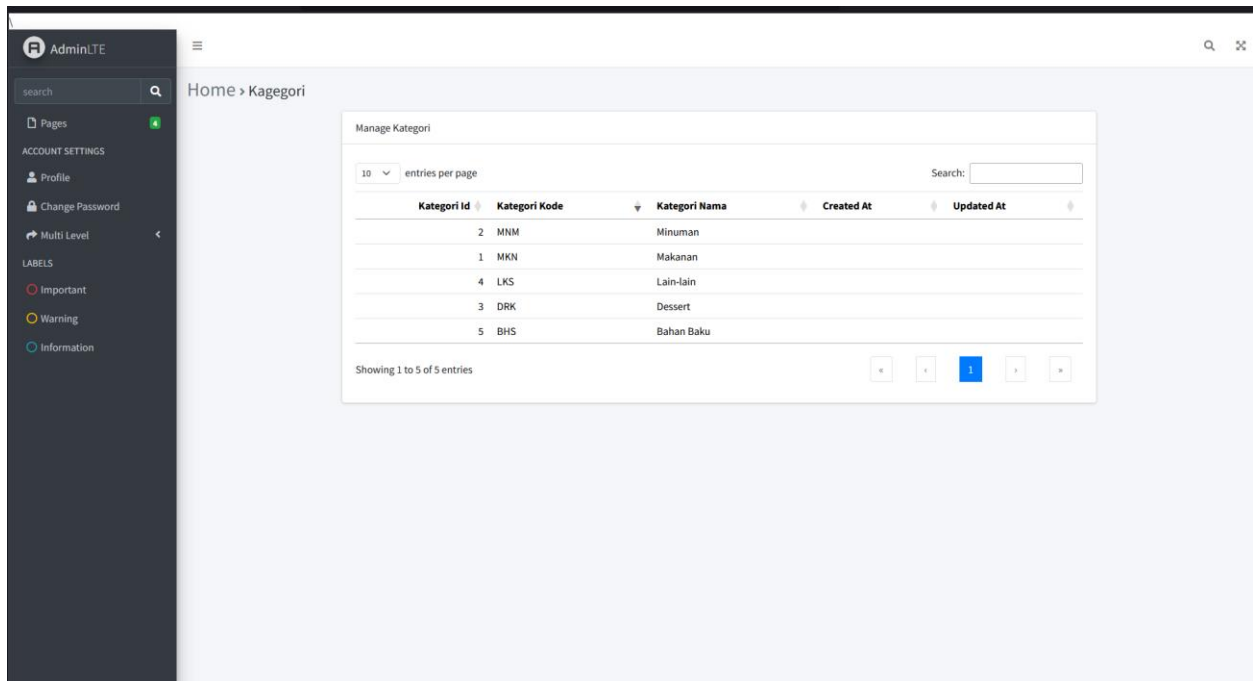 \
AdminLTE
search
Pages 4
ACCOUNT SETTINGS
Profile
Change Password
Multi Level
LABELS
Important
Warning
Information
Home › Kagegori
Manage Kategori
10 entries per page Search:
Kategori Id Kategori Kode Kategori Nama Created At Updated At
2 MNM Minuman
1 MKN Makanan
4 LKS Lain-lain
3 DRK Dessert
5 BHS Bahan Baku
Showing 1 to 5 of 5 entries « ‹ 1 › »